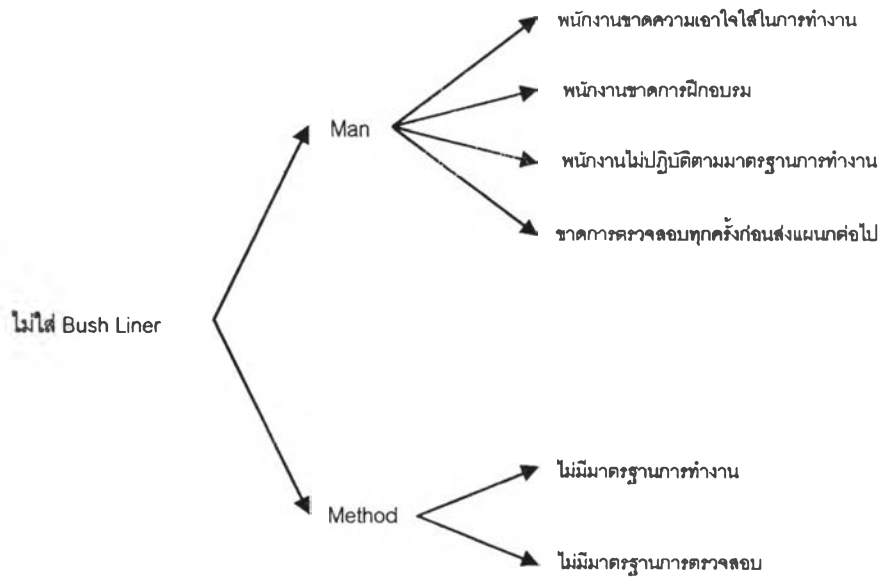 พนักงานขาดความเอาใจใส่ในการทำงาน
พนักงานขาดการฝึกอบรม
Man
พนักงานไม่ปฏิบัติตามมาตรฐานการทำงาน
ขาดการตรวจสอบทุกครั้งก่อนส่งแผนกต่อไป
ไม่ใส่ Bush Liner
ไม่มีมาตรฐานการทำงาน
Method
ไม่มีมาตรฐานการตรวจสอบ